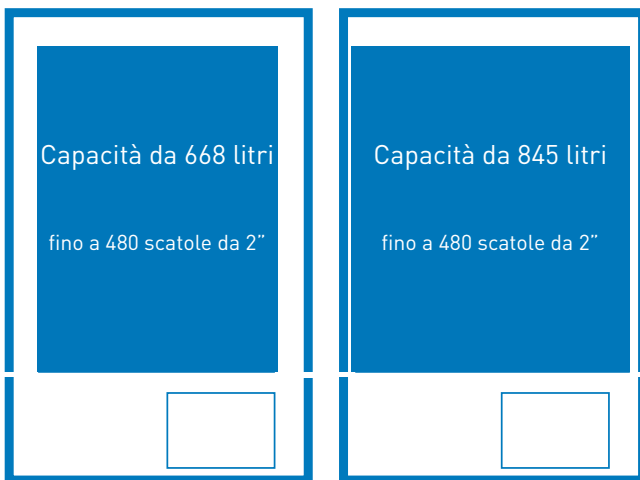 Capacità da 668 litri
fino a 480 scatole da 2”
Capacità da 845 litri
fino a 480 scatole da 2”